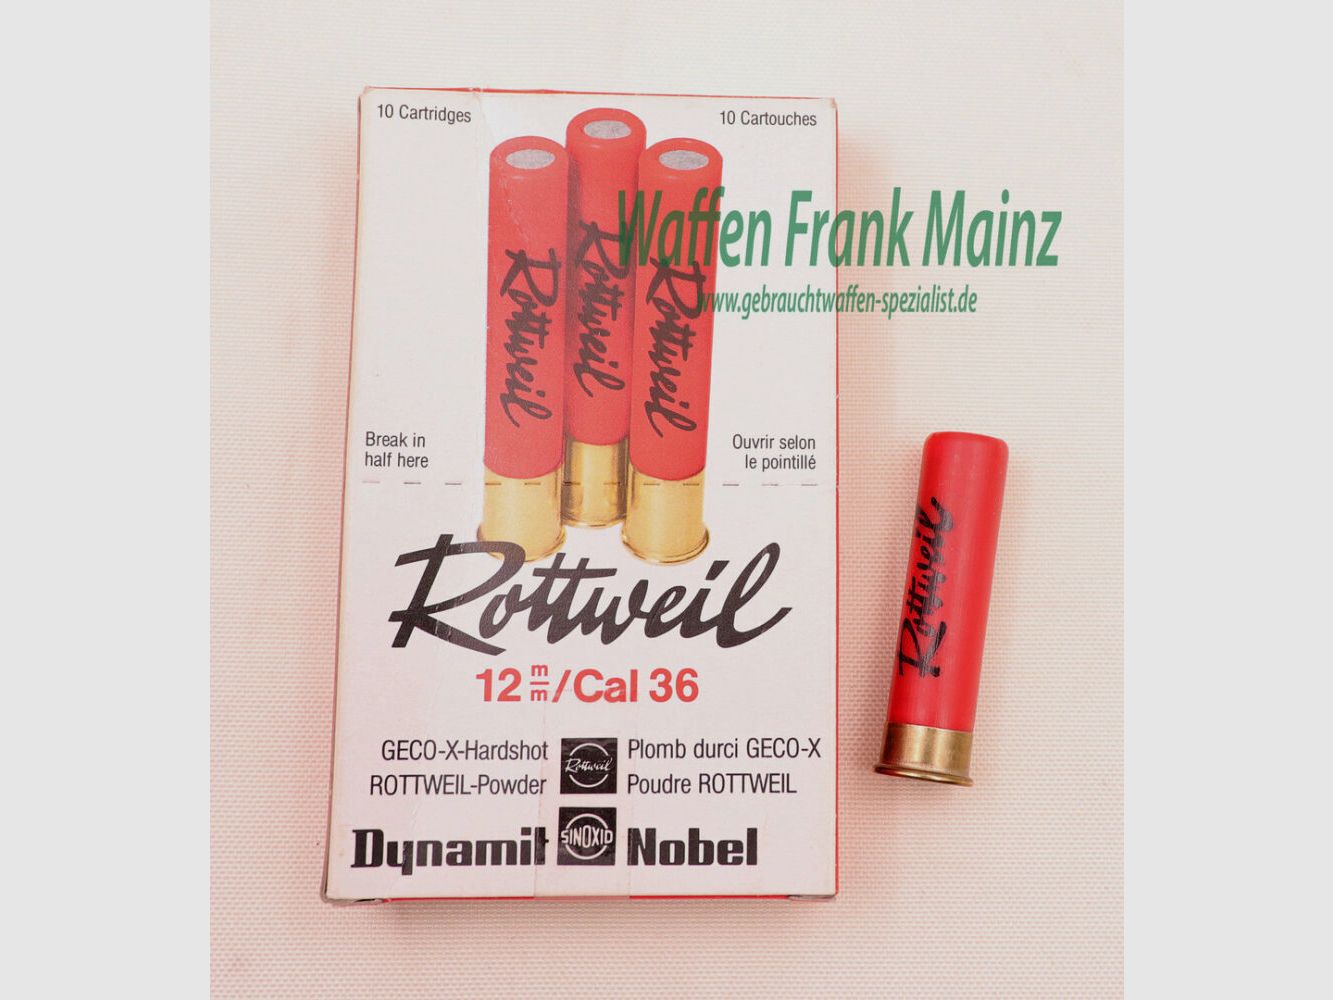 10 Cartridges
10 Cartouches
Rottweil
Rottweil
Rottweil
Waffen Frank Mainz
www.gebrauchtwaffen-spezialist.de
Break in
half here
Ouvrir selon
le pointillé
Rottweil
Rottweil
12 m/m/Cal 36
GECO-X-Hardshot
ROTTWEIL-Powder
Rottweil
Plomb durci GECO-X
Poudre ROTTWEIL
Dynamit
SINOXID
Nobel